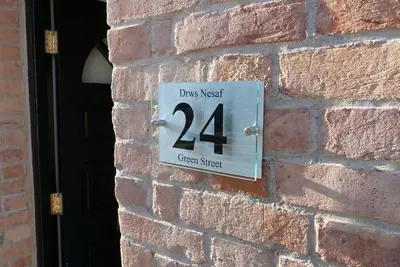 Drws Nesaf
24
Green Street